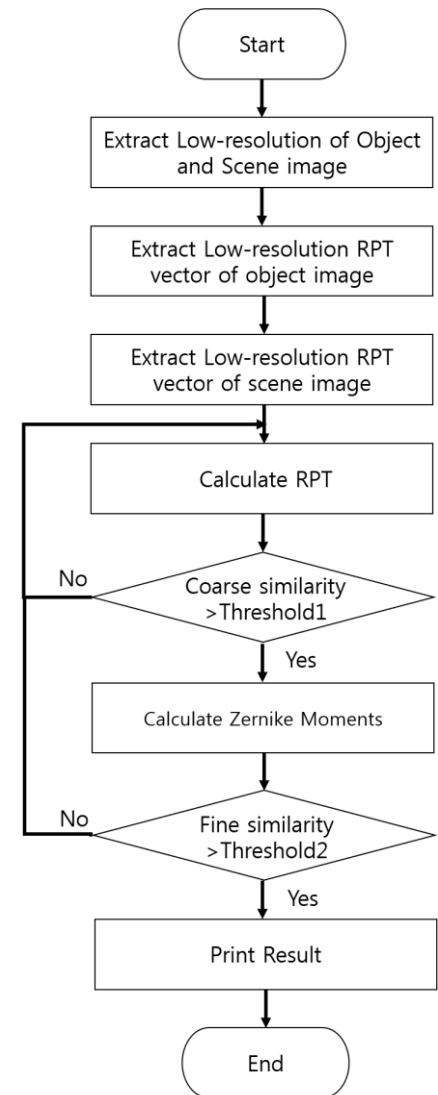 Start
Extract Low-resolution of Object
and Scene image
Extract Low-resolution RPT
vector of object image
Extract Low-resolution RPT
vector of scene image
Calculate RPT
No
Coarse similarity
>Threshold1
Yes
Calculate Zernike Moments
No
Fine similarity
>Threshold2
Yes
Print Result
End